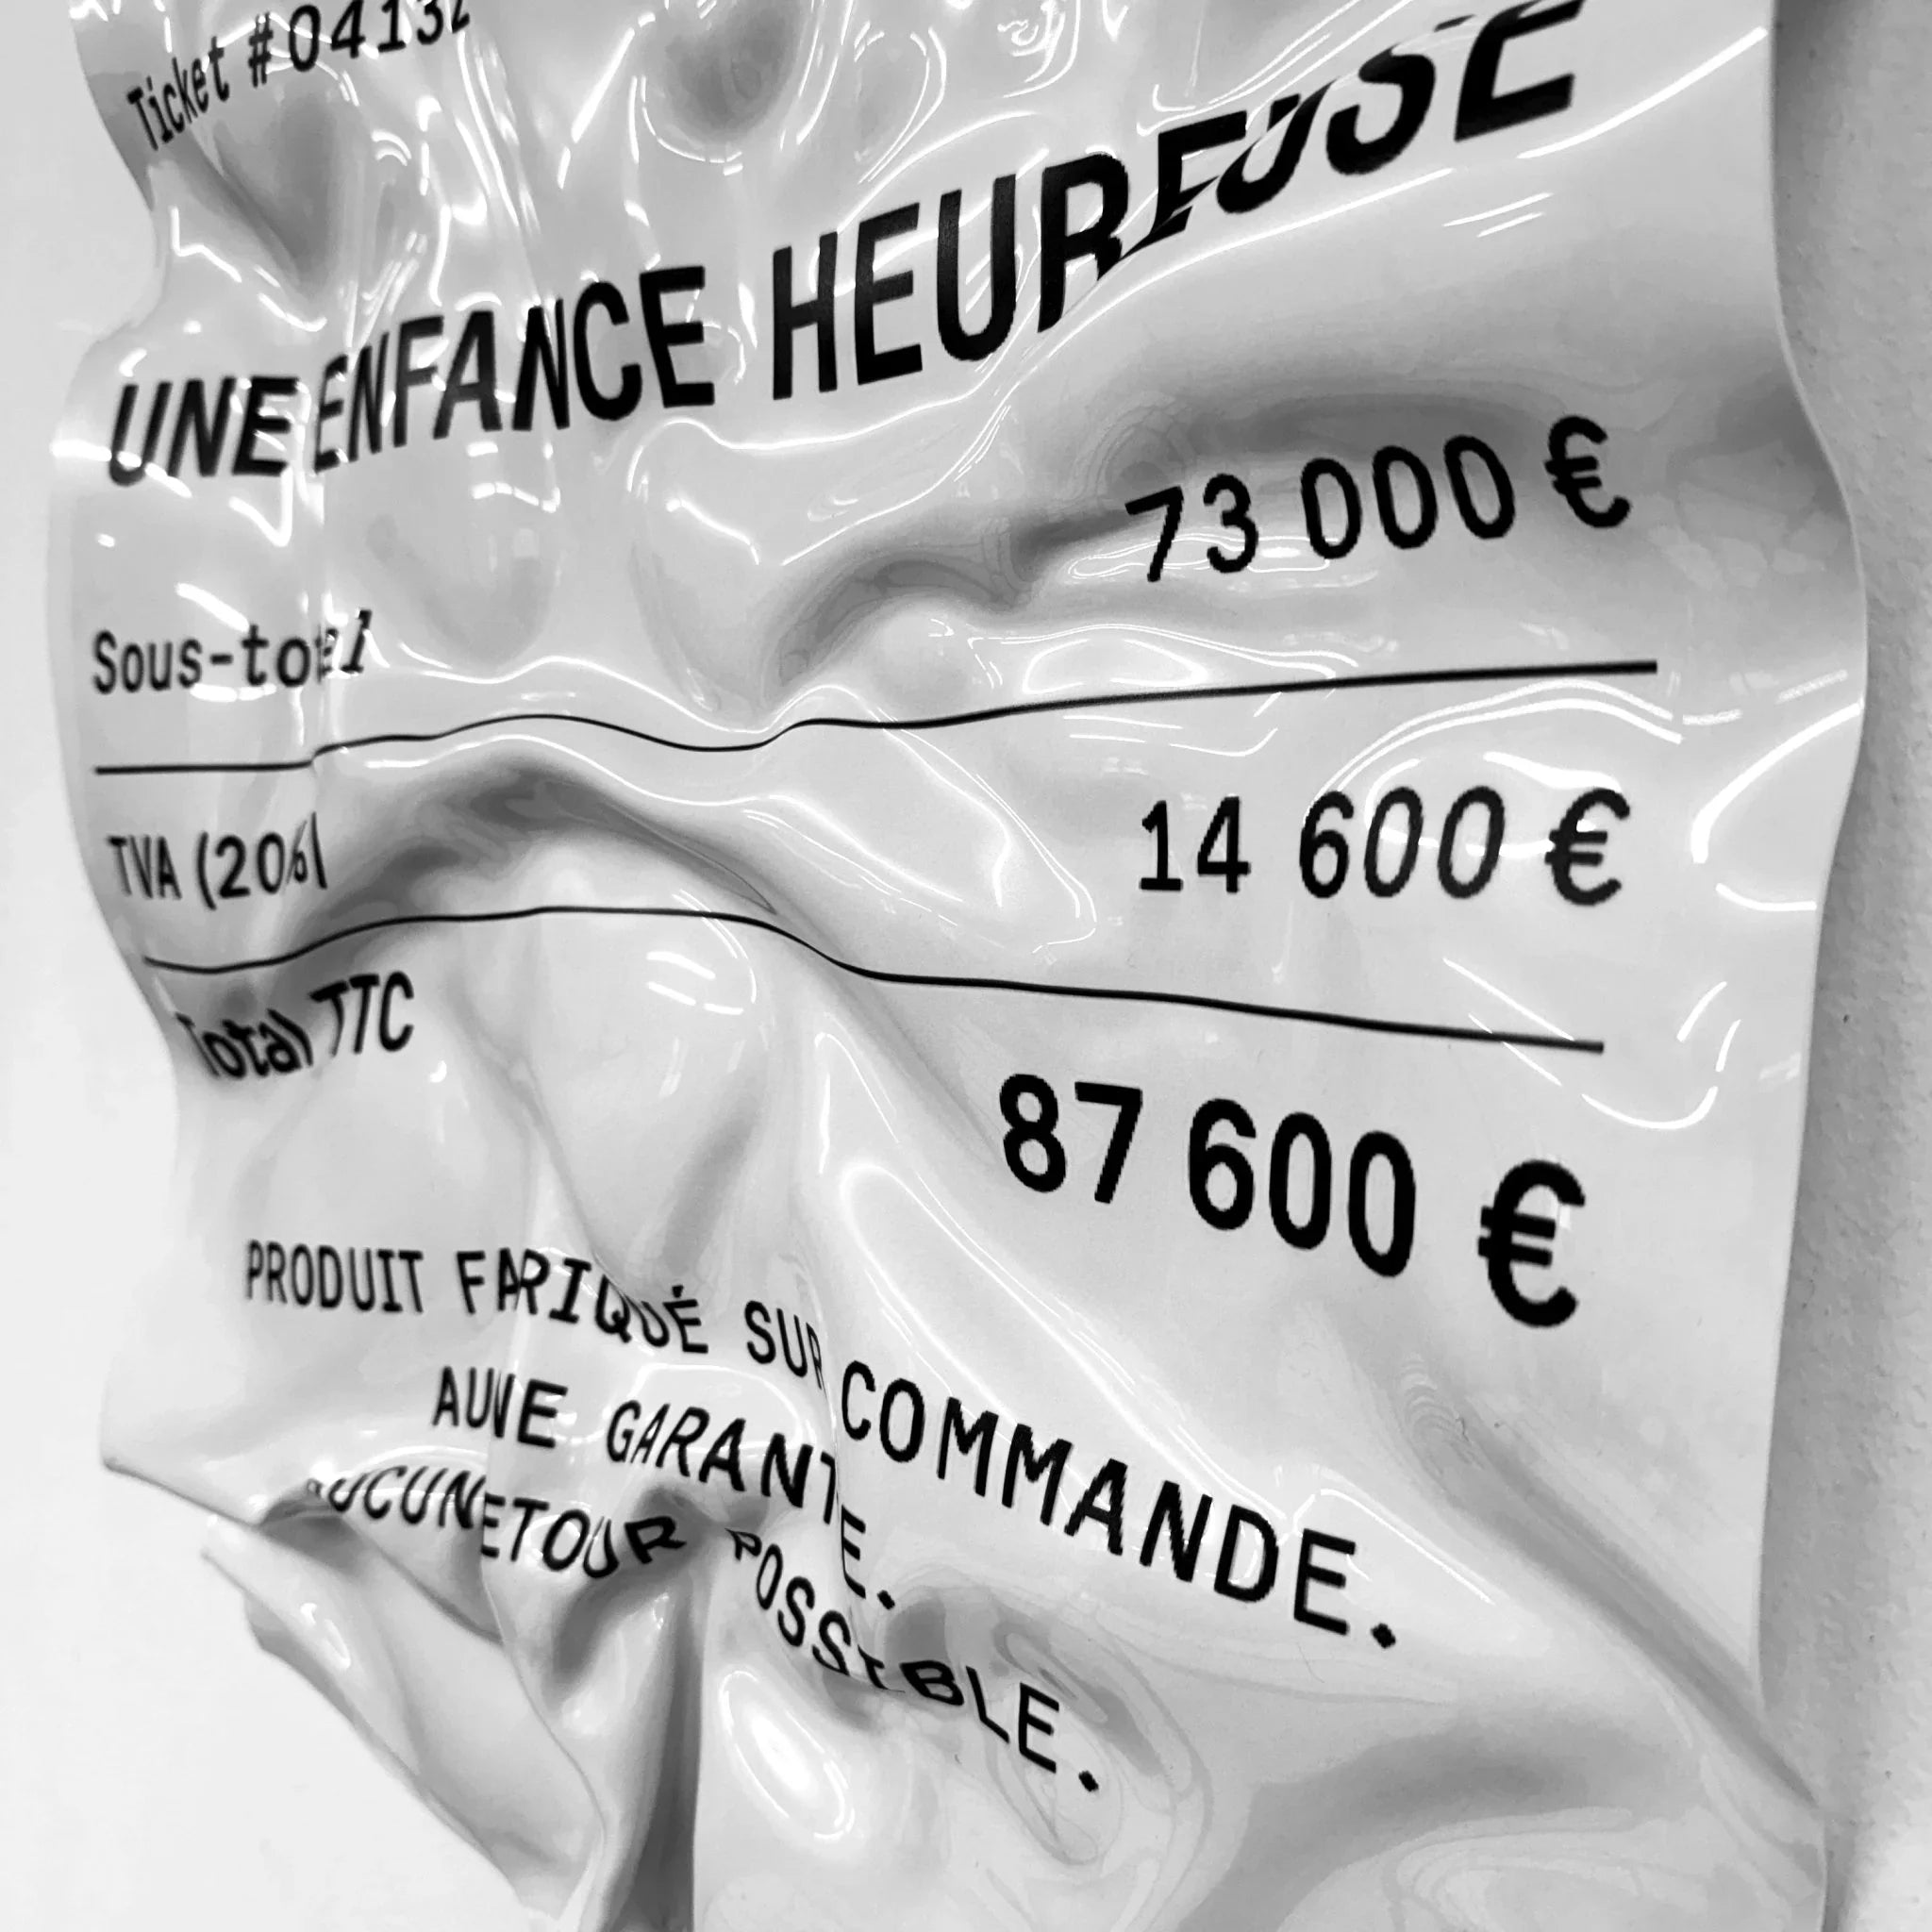 Ticket #04132
UNE ENFANCE HEUREUSE
73 000 €
Sous-total
14 600 €
TVA (20%)
Total TTC
87 600 €
PRODUIT FABRIQUÉ SUR COMMANDE.
AUCUNE GARANTIE.
AUCUN RETOUR POSSIBLE.